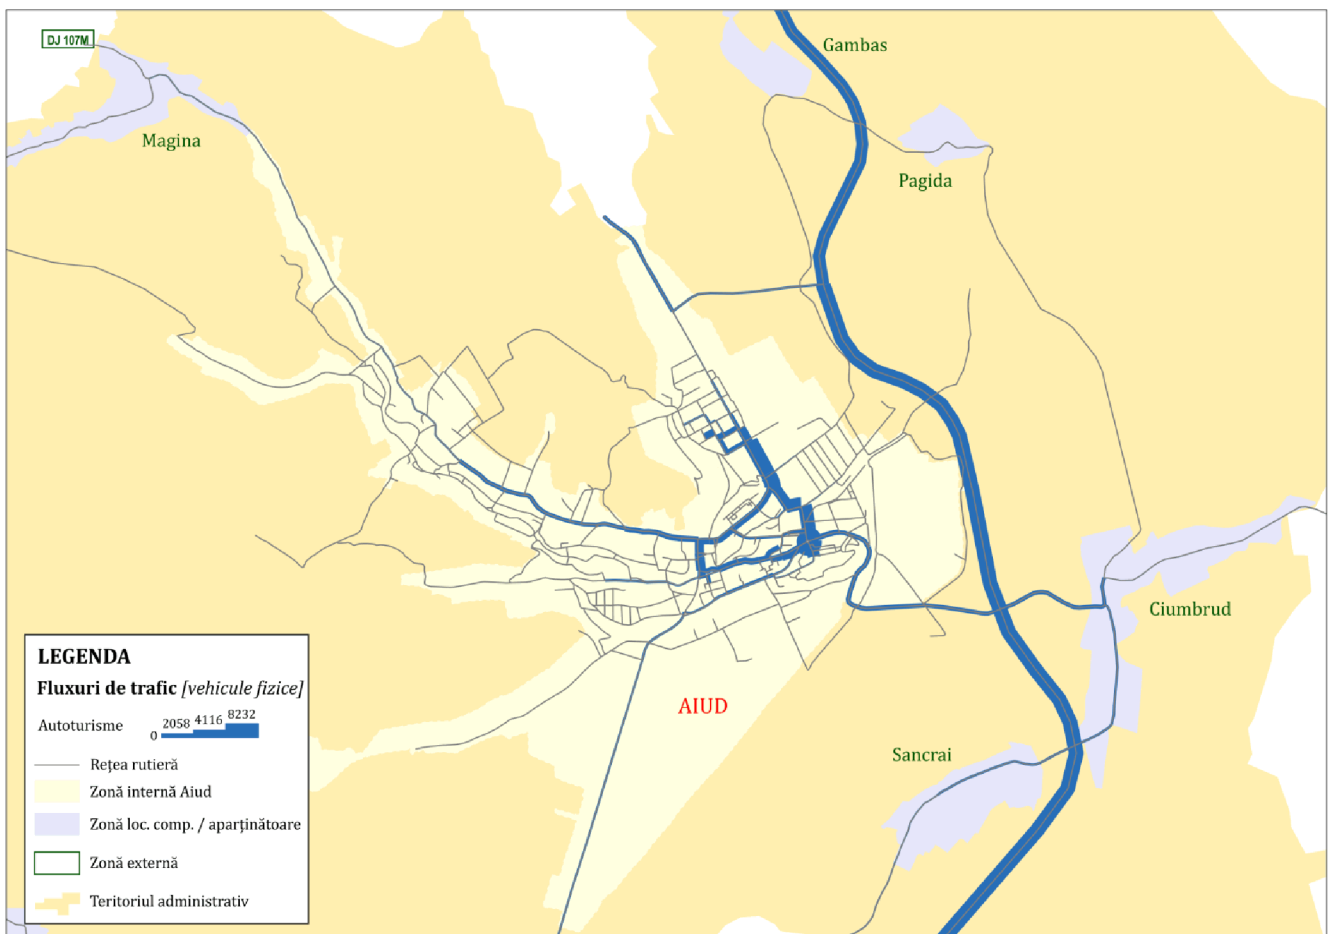 DJ 107M
Gambas
Magina
Pagida
Ciumbrud
AIUD
Sancrai
LEGENDA
Fluxuri de trafic [vehicule fizice]
Autoturisme 0 2058 4116 8232
Rețea rutieră
Zonă internă Aiud
Zonă loc. comp. / aparținătoare
Zonă externă
Teritoriul administrativ